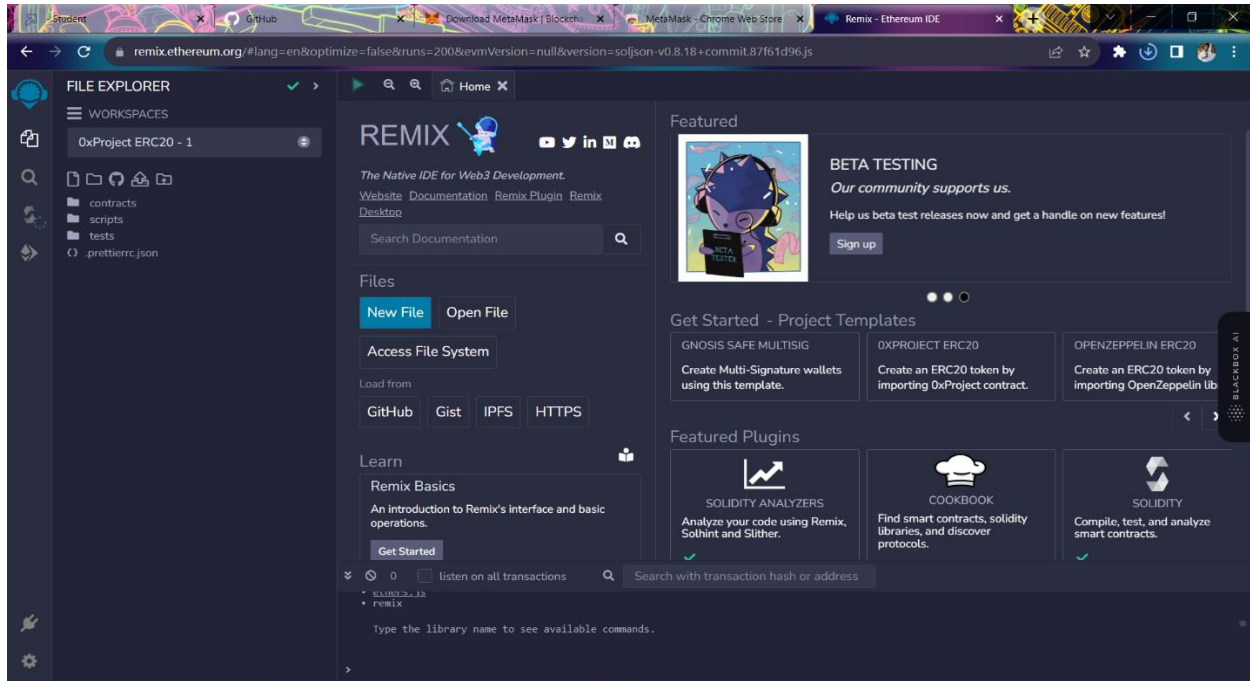 Student
GitHub
Download MetaMask | Blockcha
MetaMask - Chrome Web Store
Remix - Ethereum IDE
remix.ethereum.org/#lang=en&optimize=false&runs=200&evmVersion=null&version=soljson-v0.8.18+commit.87f61d96.js
FILE EXPLORER
WORKSPACES
0xProject ERC20 - 1
contracts
scripts
tests
.prettierrc.json
Home
REMIX
The Native IDE for Web3 Development.
Website Documentation Remix Plugin Remix
Desktop
Search Documentation
Files
New File Open File
Access File System
Load from
GitHub Gist IPFS HTTPS
Learn
Remix Basics
An introduction to Remix's interface and basic
operations.
Get Started
Featured
BETA TESTER
BETA TESTING
Our community supports us.
Help us beta test releases now and get a handle on new features!
Sign up
Get Started - Project Templates
GNOSIS SAFE MULTISIG
Create Multi-Signature wallets
using this template.
0XPROJECT ERC20
Create an ERC20 token by
importing 0xProject contract.
OPENZEPPELIN ERC20
Create an ERC20 token by
importing OpenZeppelin lib
Featured Plugins
SOLIDITY ANALYZERS
Analyze your code using Remix,
Solhint and Slither.
COOKBOOK
Find smart contracts, solidity
libraries, and discover
protocols.
SOLIDITY
Compile, test, and analyze
smart contracts.
BLACKBOX AI
0 listen on all transactions Search with transaction hash or address
ethers.js
remix
Type the library name to see available commands.
>